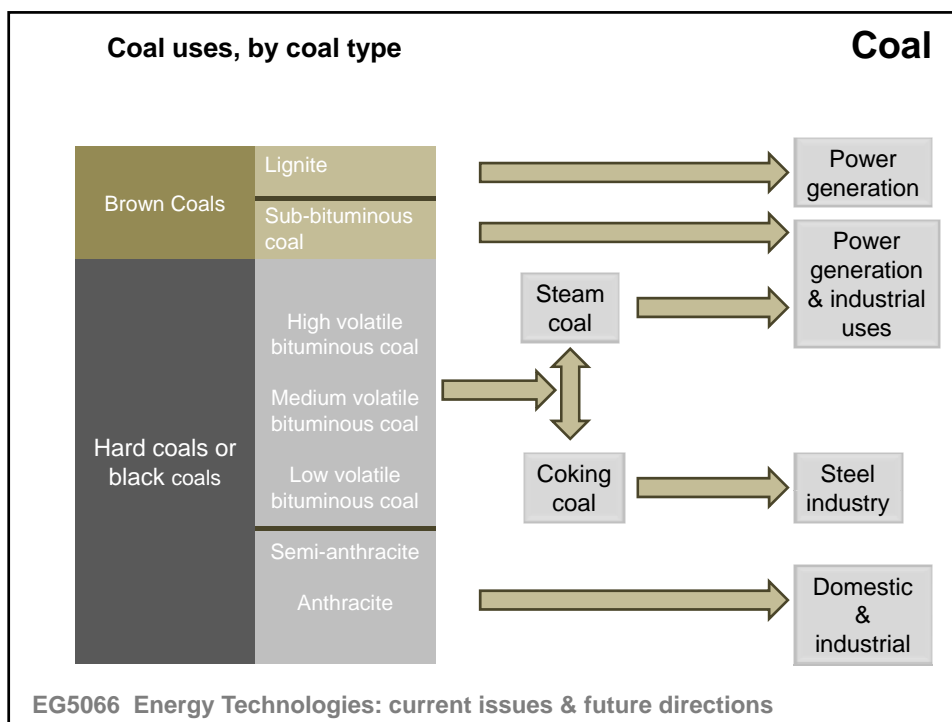 Coal uses, by coal type
Coal
Brown Coals
Lignite
Sub-bituminous
coal
Power
generation
Power
generation
& industrial
uses
Hard coals or
black coals
High volatile
bituminous coal
Medium volatile
bituminous coal
Low volatile
bituminous coal
Semi-anthracite
Anthracite
Steam
coal
Coking
coal
Steel
industry
Domestic
&
industrial
EG5066 Energy Technologies: current issues & future directions